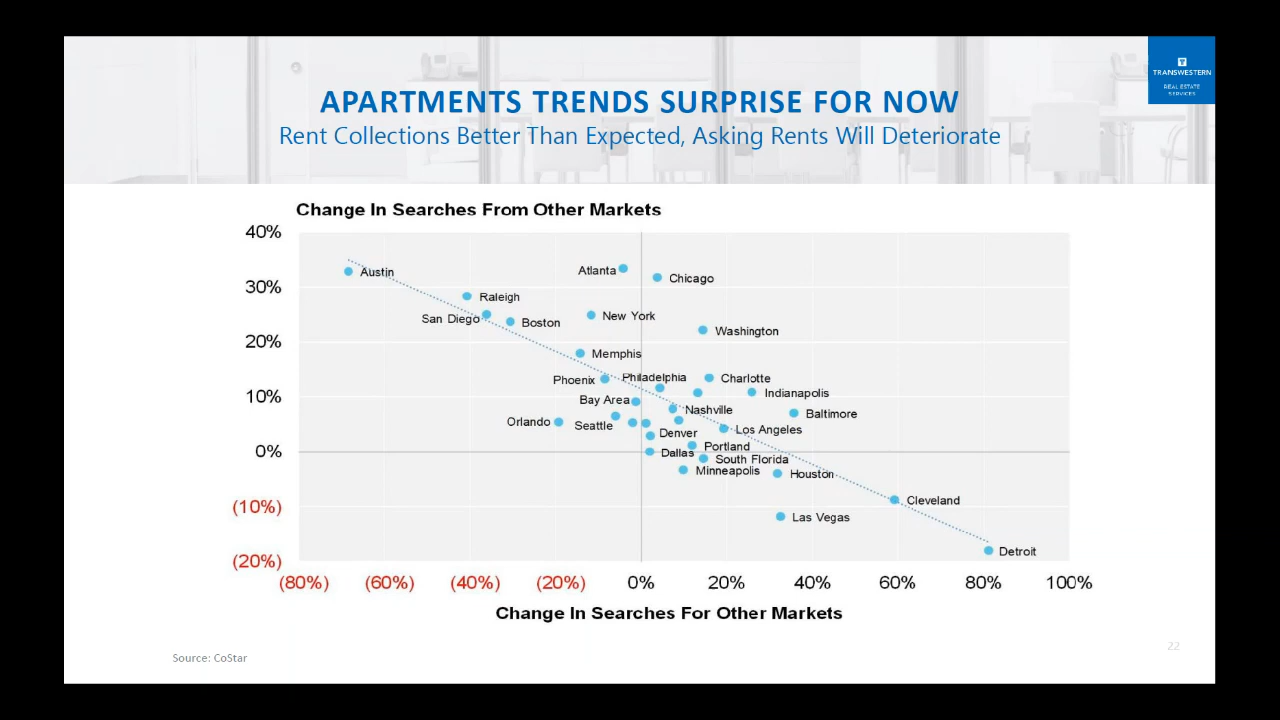 TRANSWESTERN
REAL ESTATE
SERVICES
APARTMENTS TRENDS SURPRISE FOR NOW
Rent Collections Better Than Expected, Asking Rents Will Deteriorate
Change In Searches From Other Markets
40%
30%
20%
10%
0%
(10%)
(20%)
Austin
Atlanta
Chicago
Raleigh
San Diego
Boston
New York
Washington
Memphis
Phoenix
Philadelphia
Charlotte
Indianapolis
Bay Area
Nashville
Baltimore
Orlando
Seattle
Denver
Los Angeles
Dallas
Portland
South Florida
Minneapolis
Houston
Cleveland
Las Vegas
Detroit
(80%) (60%) (40%) (20%) 0% 20% 40% 60% 80% 100%
Change In Searches For Other Markets
22
Source: CoStar